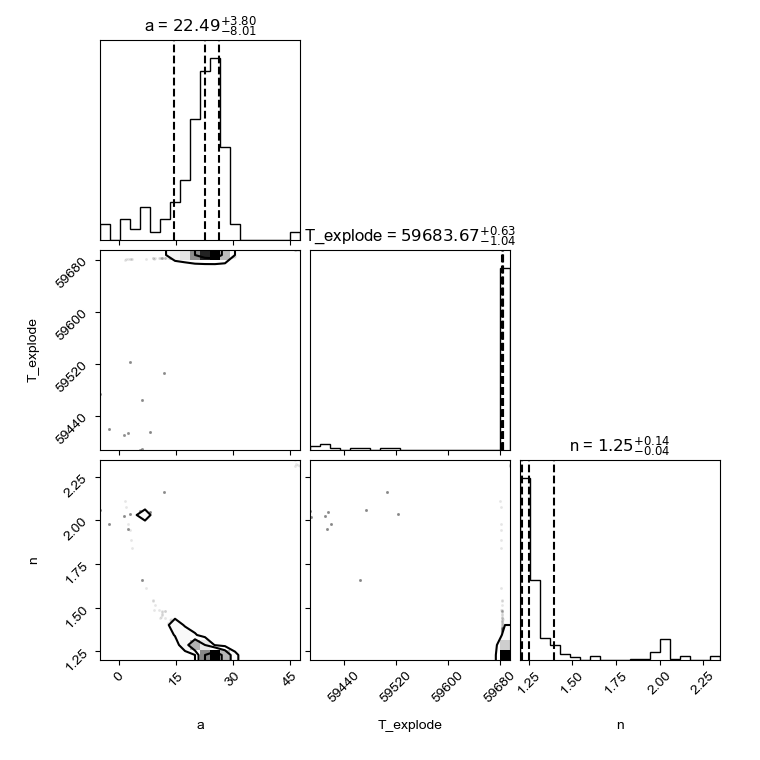 a = 22.49+3.80−8.01
T_explode = 59683.67+0.63−1.04
59680
59600
59520
59440
T_explode
n = 1.25+0.14−0.04
2.25
2.00
1.75
1.50
1.25
n
0 15 30 45
59440 59520 59600 59680
1.25 1.50 1.75 2.00 2.25
a T_explode n